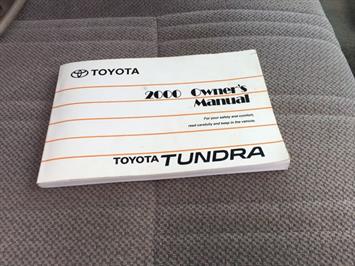 TOYOTA
2000 Owner's
Manual
For your safety and comfort,
read carefully and keep in the vehicle.
TOYOTA TUNDRA